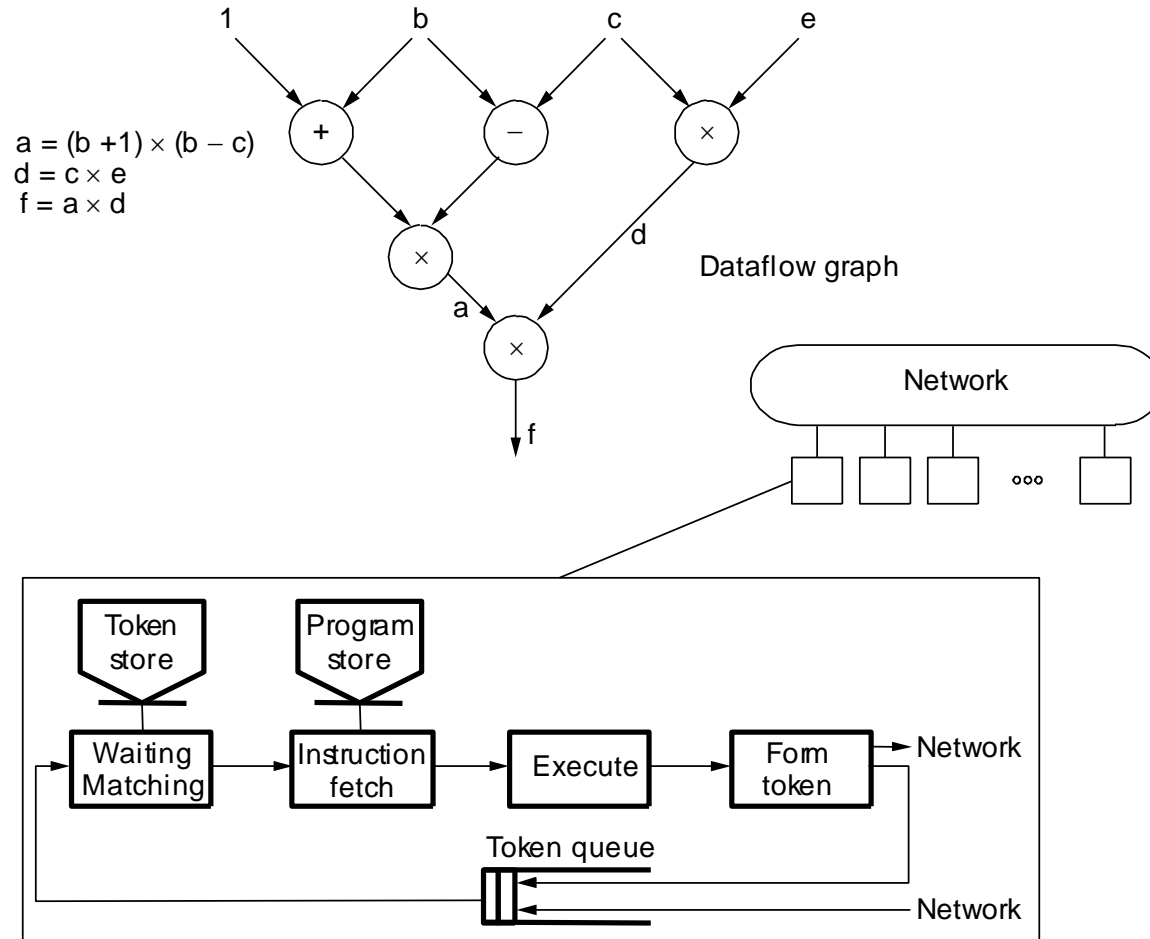 1 b c e
+ − ×
a = (b +1) × (b − c)
d = c × e
f = a × d
×
d
Dataflow graph
a
×
f
Network
Token
store
Program
store
Waiting
Matching
Instruction
fetch
Execute
Form
token
Network
Token queue
Network